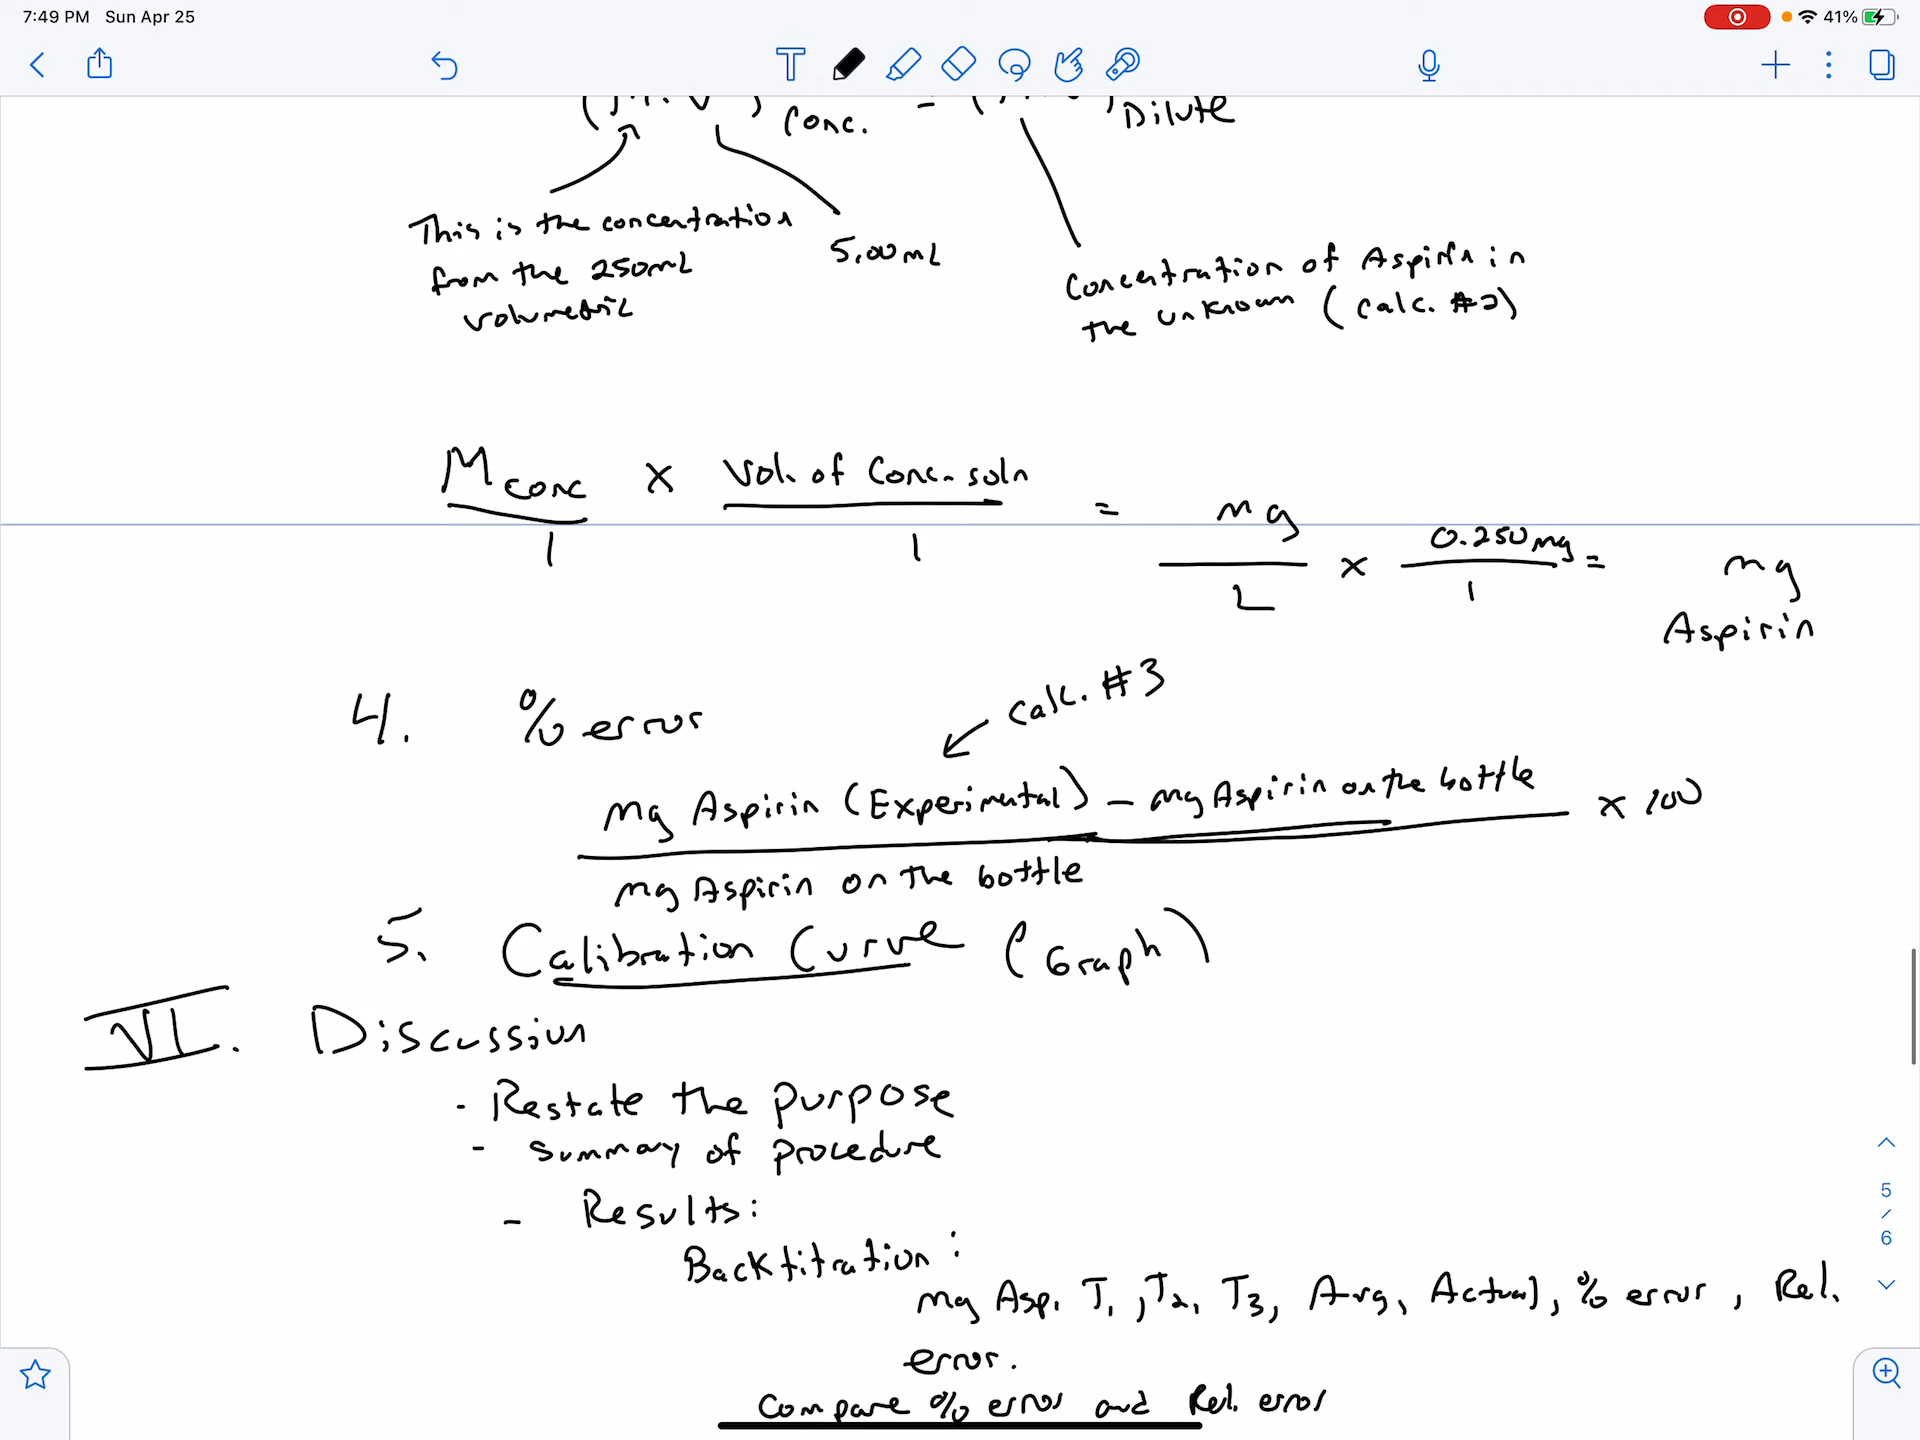 7:49 PM Sun Apr 25
41%
T
Conc. = Dilute
This is the concentration
from the 250mL
volumetric
5.00mL
Concentration of Aspirin in
the unknown (calc. #2)
M conc x Vol. of Conc. soln = mg x 0.250mg = mg
1 1 L 1 Aspirin
4. % error
calc. #3
mg Aspirin (Experimental) - mg Aspirin on the bottle x 100
mg Aspirin on the bottle
5. Calibration Curve (Graph)
VI. Discussion
- Restate the purpose
- summary of procedure
- Results:
Backtitration:
mg Asp. T1, T2, T3, Avg, Actual, % error, Rel.
error.
Compare % error and Rel. error
5
/
6